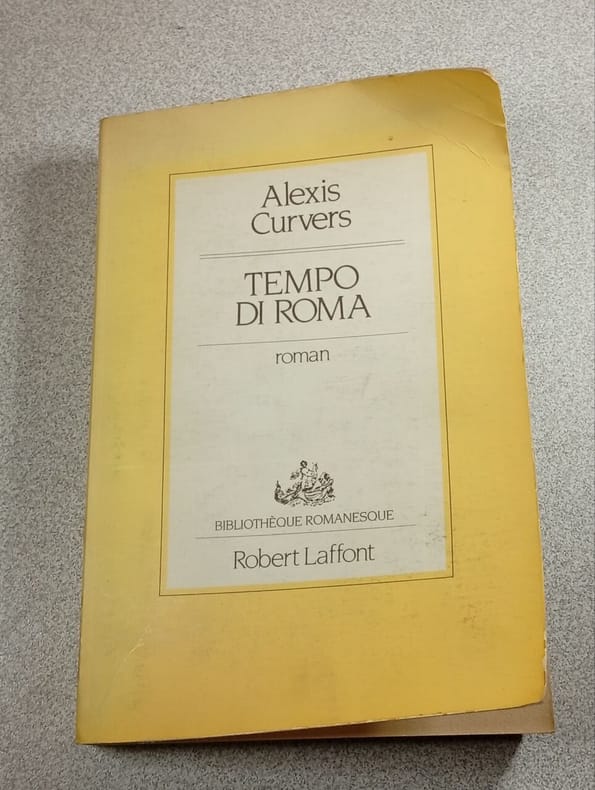 Alexis
Curvers
TEMPO
DI ROMA
roman
BIBLIOTHÈQUE ROMANESQUE
Robert Laffont